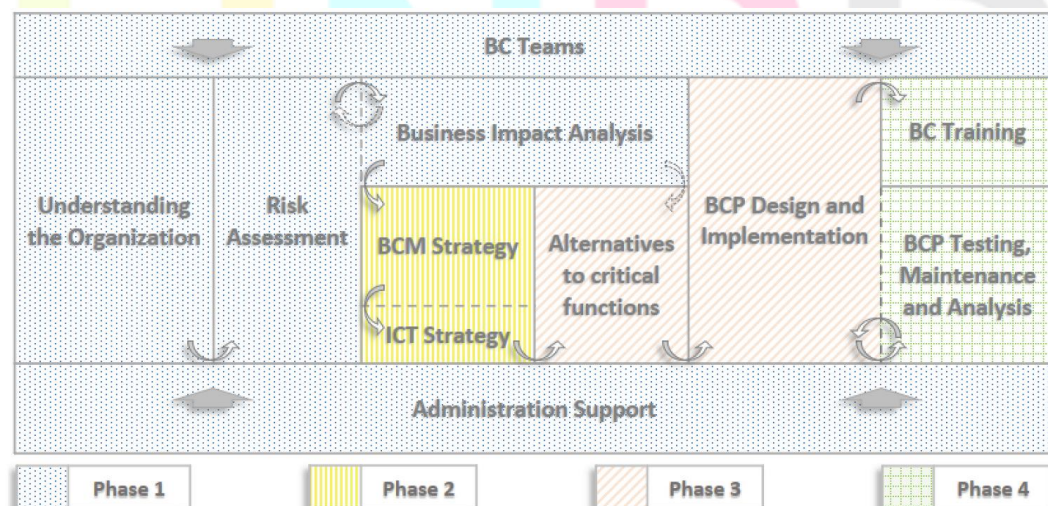 BC Teams
Business Impact Analysis
BC Training
Understanding
the Organization
Risk
Assessment
BCM Strategy
ICT Strategy
Alternatives
to critical
functions
BCP Design and
Implementation
BCP Testing,
Maintenance
and Analysis
Administration Support
Phase 1
Phase 2
Phase 3
Phase 4